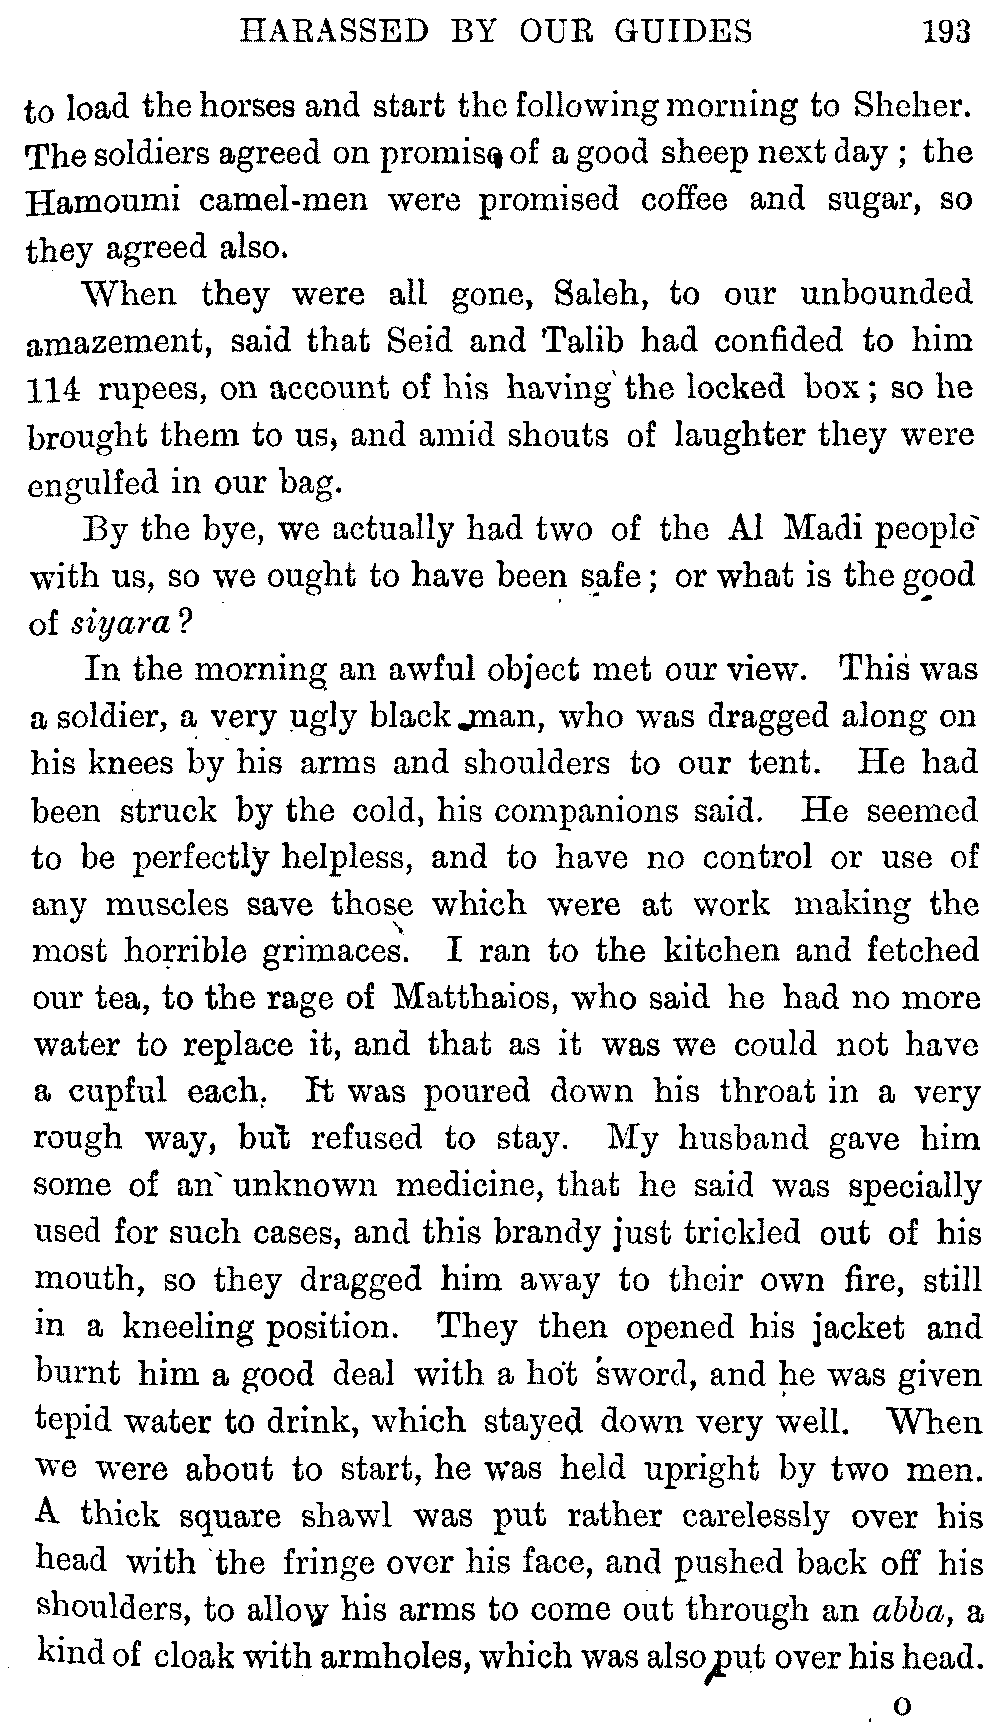 HARASSED BY OUR GUIDES 193
to load the horses and start the following morning to Sheher.
The soldiers agreed on promise of a good sheep next day ; the
Hamoumi camel-men were promised coffee and sugar, so
they agreed also.
When they were all gone, Saleh, to our unbounded
amazement, said that Seid and Talib had confided to him
114 rupees, on account of his having the locked box ; so he
brought them to us, and amid shouts of laughter they were
engulfed in our bag.
By the bye, we actually had two of the Al Madi people
with us, so we ought to have been safe ; or what is the good
of siyara ?
In the morning an awful object met our view. This was
a soldier, a very ugly black man, who was dragged along on
his knees by his arms and shoulders to our tent. He had
been struck by the cold, his companions said. He seemed
to be perfectly helpless, and to have no control or use of
any muscles save those which were at work making the
most horrible grimaces. I ran to the kitchen and fetched
our tea, to the rage of Matthaios, who said he had no more
water to replace it, and that as it was we could not have
a cupful each. It was poured down his throat in a very
rough way, but refused to stay. My husband gave him
some of an unknown medicine, that he said was specially
used for such cases, and this brandy just trickled out of his
mouth, so they dragged him away to their own fire, still
in a kneeling position. They then opened his jacket and
burnt him a good deal with a hot sword, and he was given
tepid water to drink, which stayed down very well. When
we were about to start, he was held upright by two men.
A thick square shawl was put rather carelessly over his
head with the fringe over his face, and pushed back off his
shoulders, to allow his arms to come out through an abba, a
kind of cloak with armholes, which was also put over his head.
O